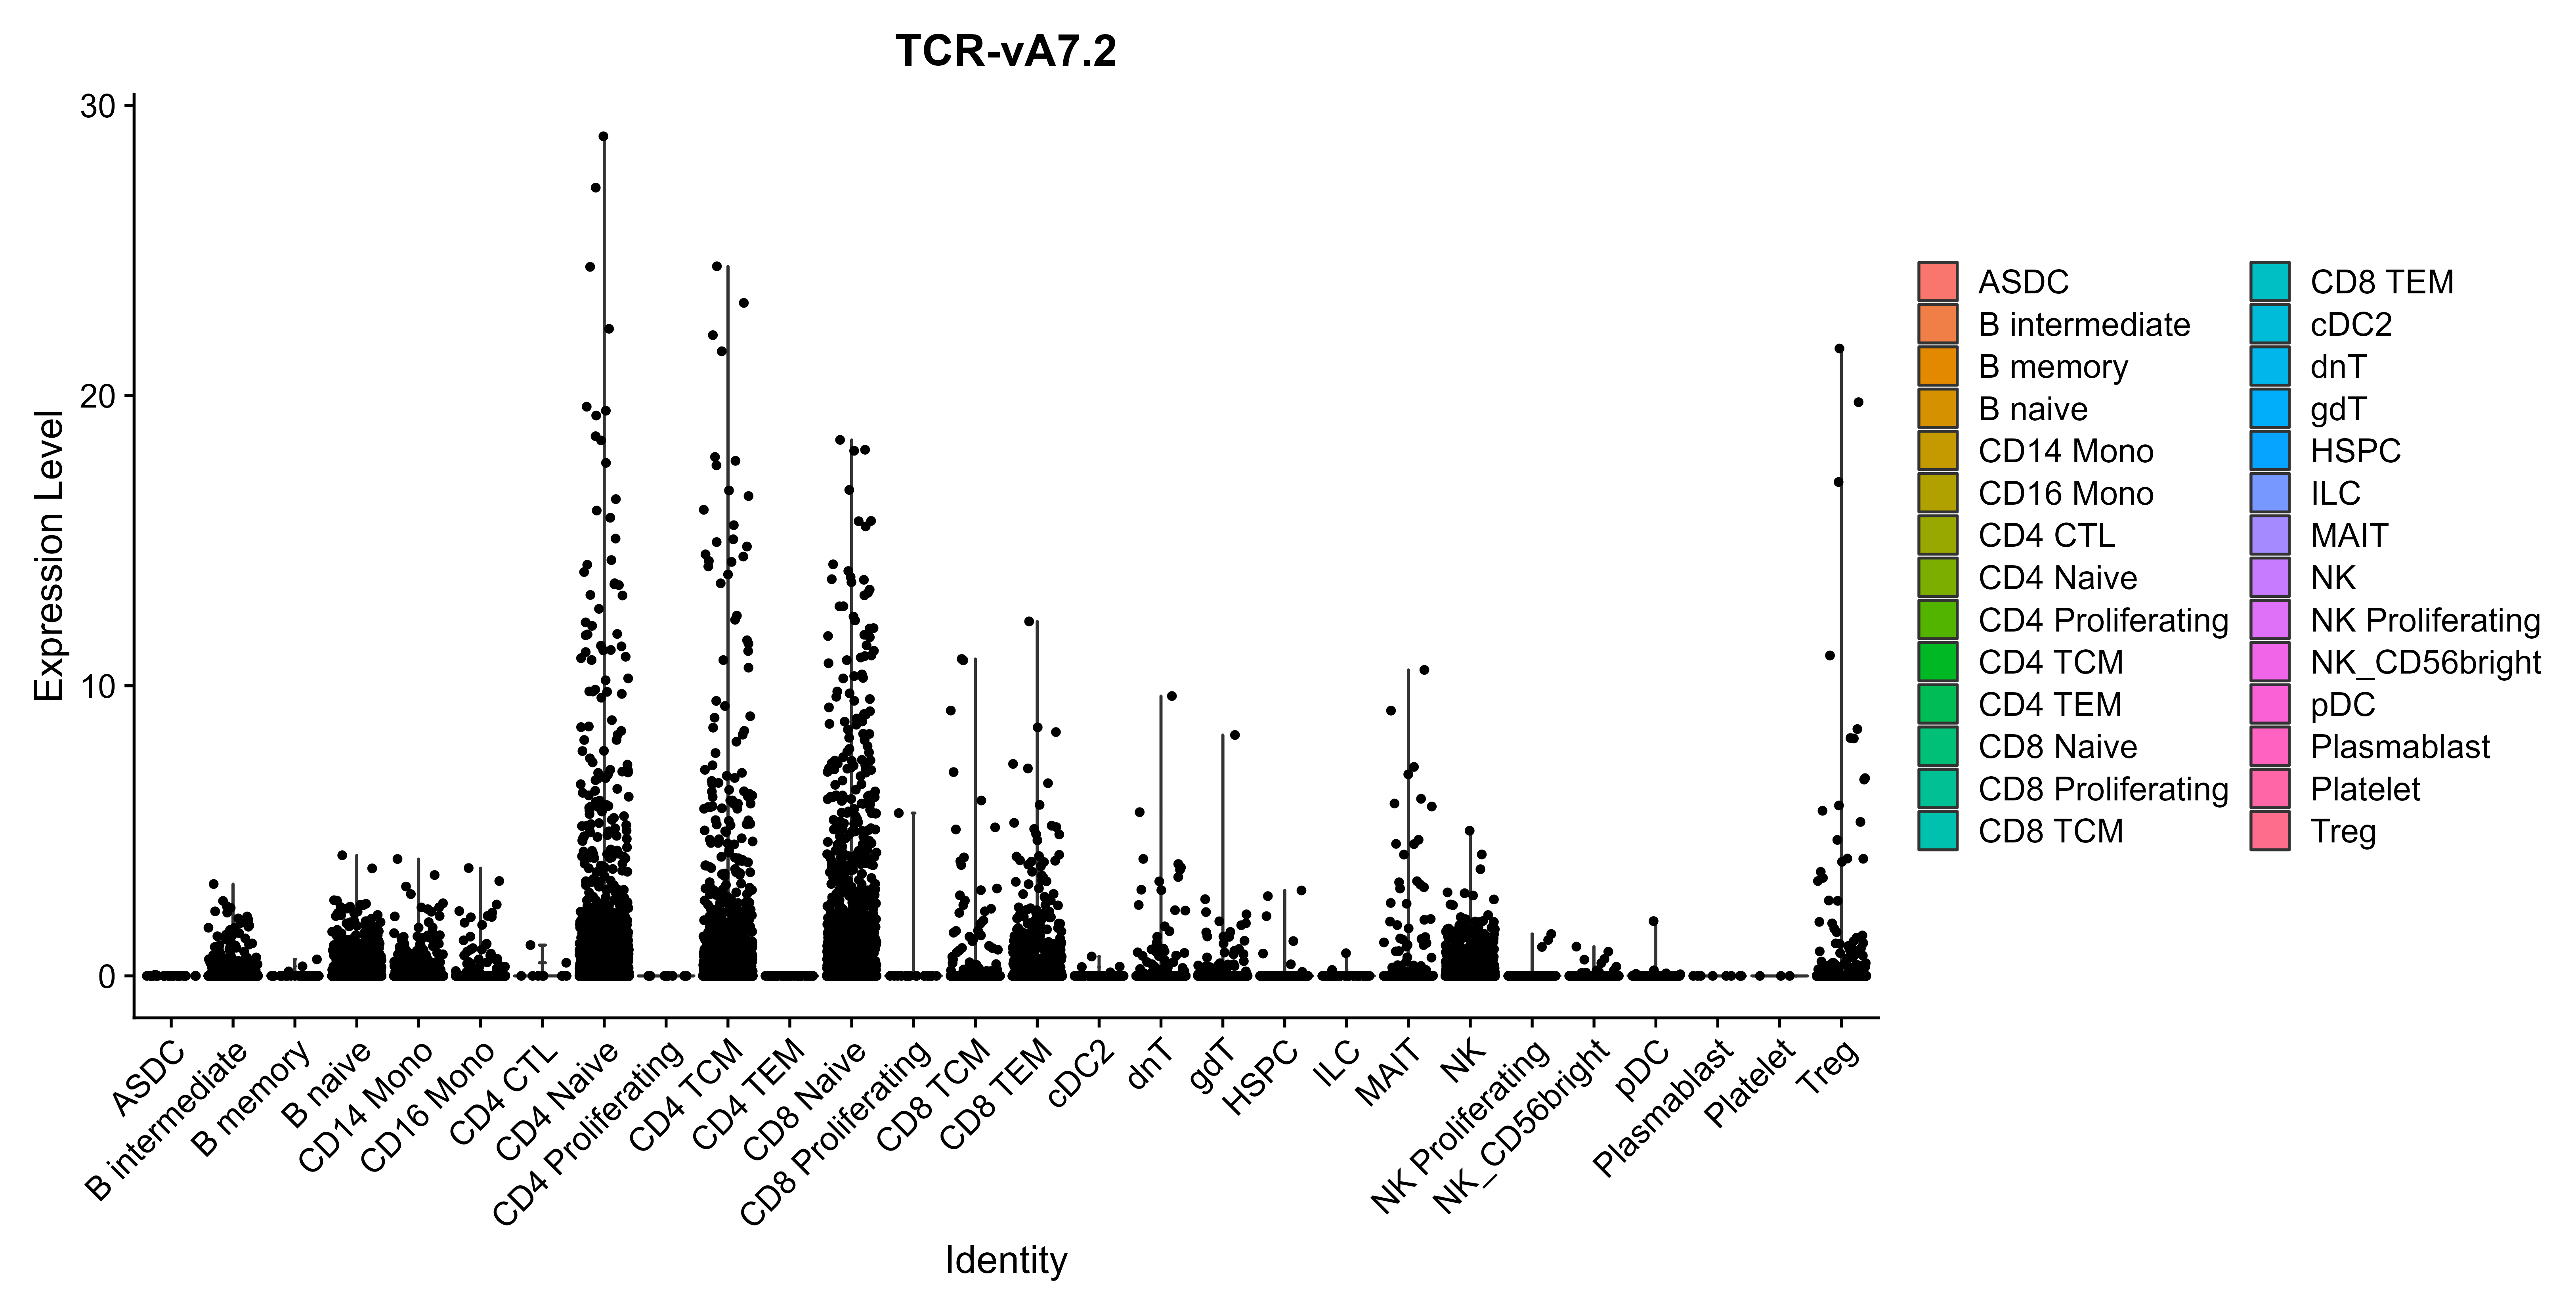 TCR-vA7.2
30
20
10
0
Expression Level
ASDC
B intermediate
B memory
B naive
CD14 Mono
CD16 Mono
CD4 CTL
CD4 Naive
CD4 Proliferating
CD4 TCM
CD4 TEM
CD8 Naive
CD8 Proliferating
CD8 TCM
CD8 TEM
cDC2
dnT
gdT
HSPC
ILC
MAIT
NK
NK Proliferating
NK_CD56bright
pDC
Plasmablast
Platelet
Treg
Identity
ASDC
B intermediate
B memory
B naive
CD14 Mono
CD16 Mono
CD4 CTL
CD4 Naive
CD4 Proliferating
CD4 TCM
CD4 TEM
CD8 Naive
CD8 Proliferating
CD8 TCM
CD8 TEM
cDC2
dnT
gdT
HSPC
ILC
MAIT
NK
NK Proliferating
NK_CD56bright
pDC
Plasmablast
Platelet
Treg